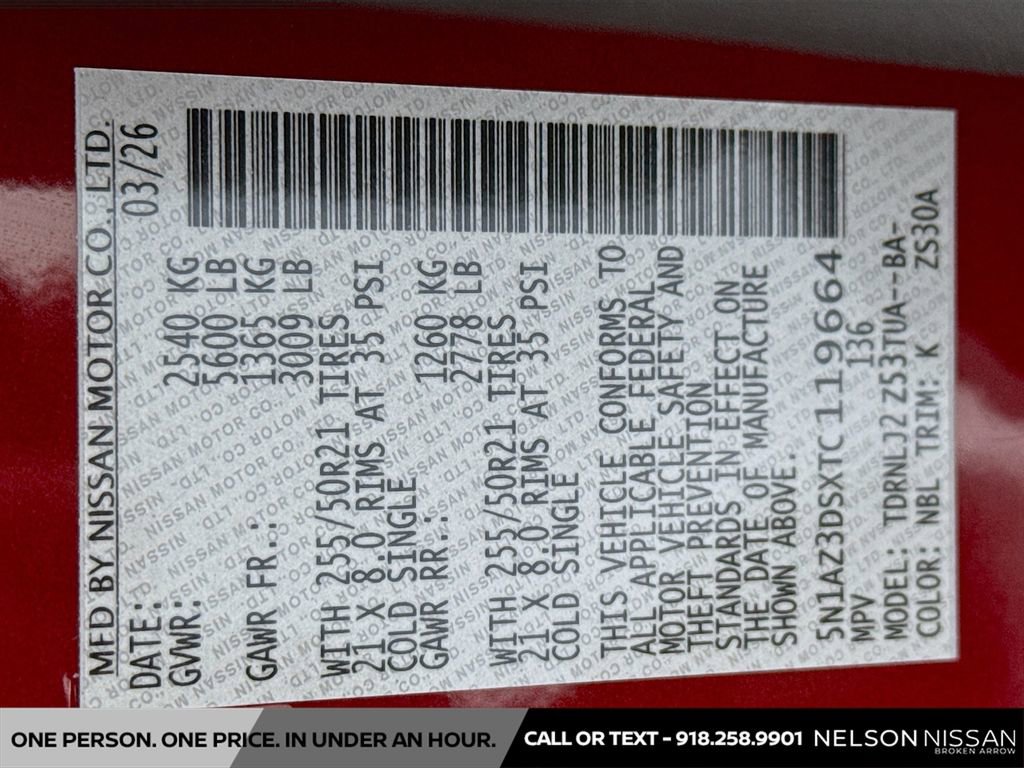 MFD BY NISSAN MOTOR CO., LTD.
DATE: 03/26
GVWR: 2540 KG
5600 LB
GAWR FR.: 1365 KG
3009 LB
WITH 255/50R21 TIRES
21 X 8.0 RIMS AT 35 PSI
COLD SINGLE
GAWR RR.: 1260 KG
2778 LB
WITH 255/50R21 TIRES
21 X 8.0 RIMS AT 35 PSI
COLD SINGLE
THIS VEHICLE CONFORMS TO
ALL APPLICABLE FEDERAL
MOTOR VEHICLE SAFETY AND
THEFT PREVENTION
STANDARDS IN EFFECT ON
THE DATE OF MANUFACTURE
SHOWN ABOVE.
5N1AZ3DSXTC119664
MPV 136
MODEL: TDRNLJ2 Z53TUA--BA-
COLOR: NBL TRIM: K ZS30A
ONE PERSON. ONE PRICE. IN UNDER AN HOUR.
CALL OR TEXT - 918.258.9901
NELSON NISSAN
BROKEN ARROW